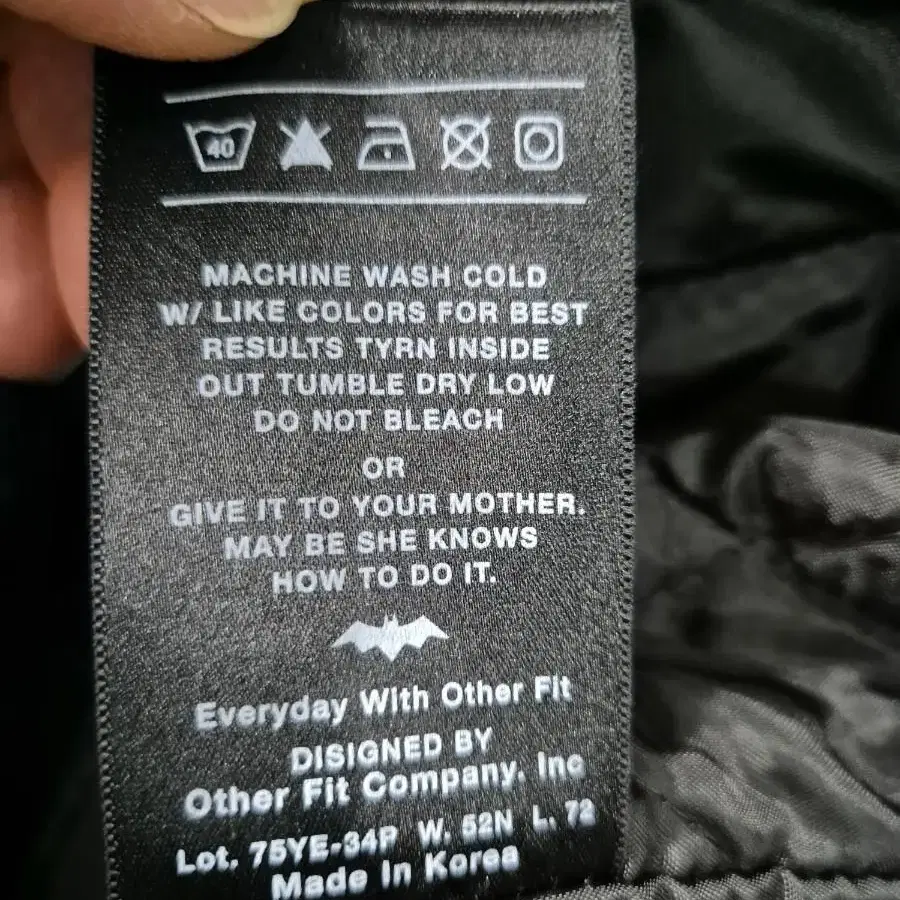 40
MACHINE WASH COLD
W/ LIKE COLORS FOR BEST
RESULTS TYRN INSIDE
OUT TUMBLE DRY LOW
DO NOT BLEACH
OR
GIVE IT TO YOUR MOTHER.
MAY BE SHE KNOWS
HOW TO DO IT.
Everyday With Other Fit
DISIGNED BY
Other Fit Company. Inc
Lot. 75YE-34P W. 52N L. 72
Made In Korea